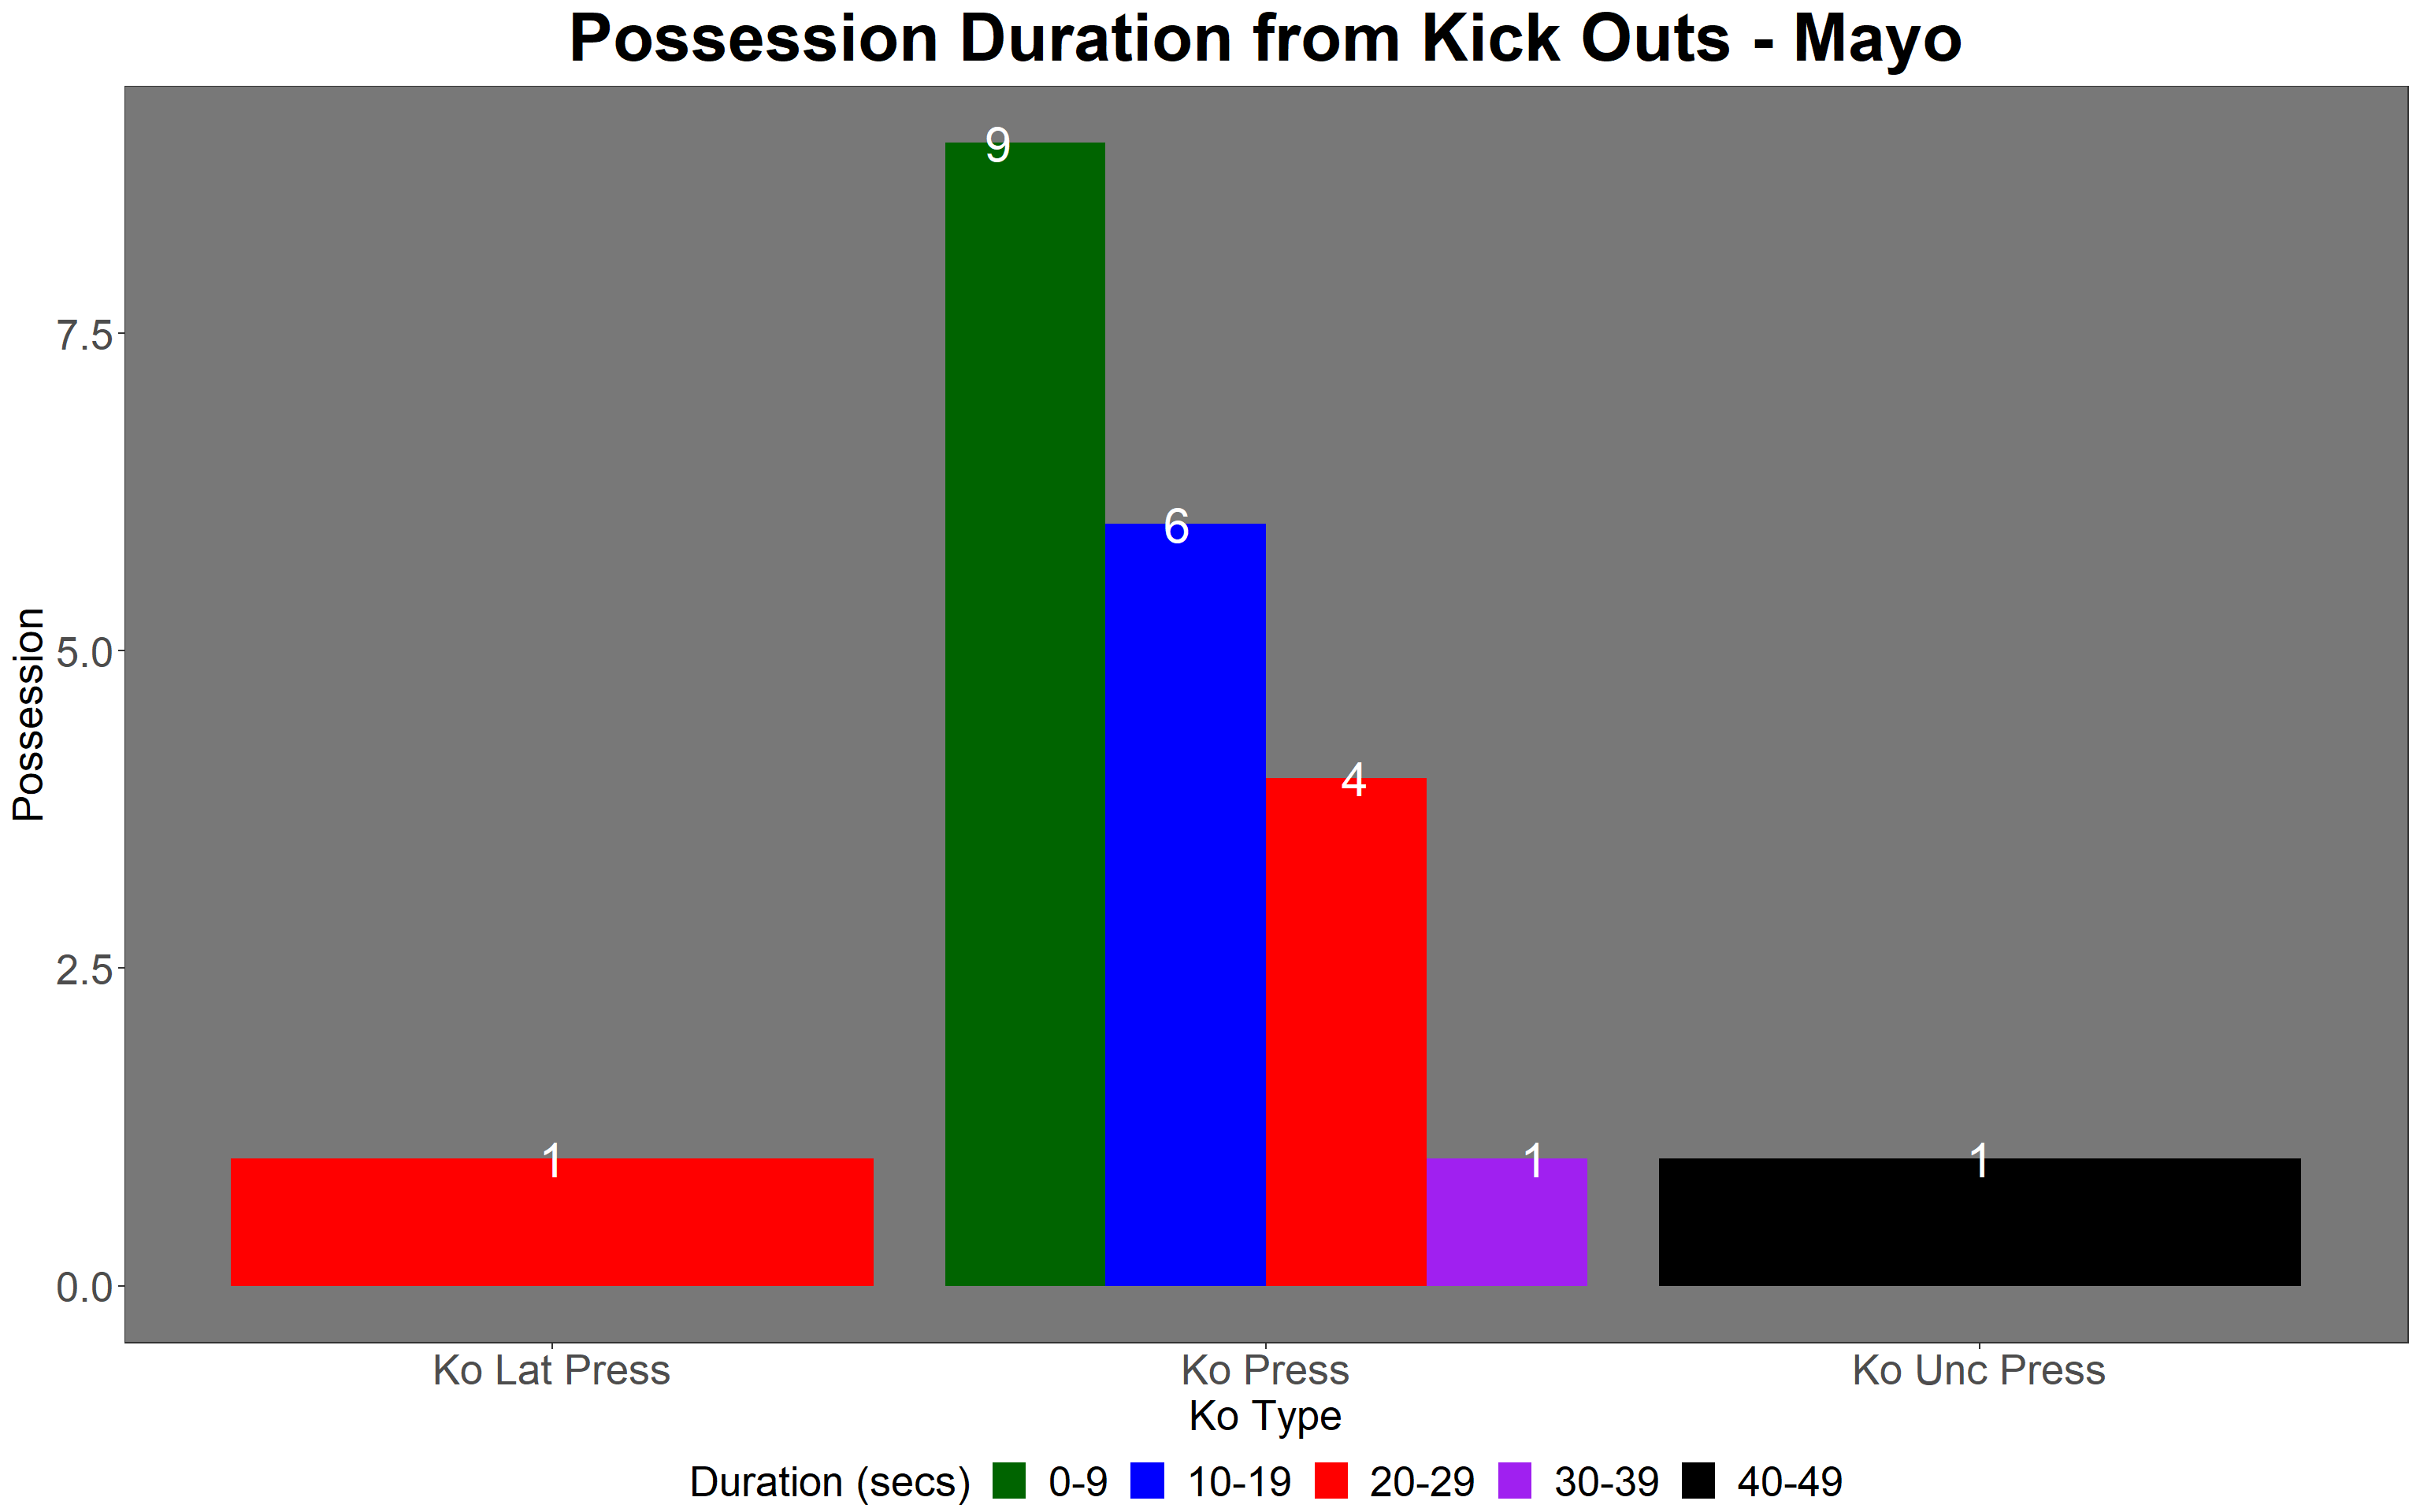 Possession Duration from Kick Outs - Mayo
9
7.5
6
Possession
5.0
4
2.5
1
1
1
0.0
Ko Lat Press
Ko Press
Ko Unc Press
Ko Type
Duration (secs) 0-9 10-19 20-29 30-39 40-49